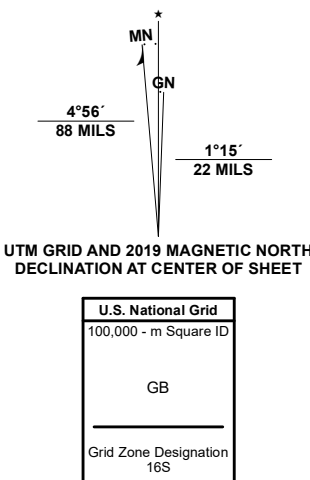 ★
MN
GN
4°56´
88 MILS
1°15´
22 MILS
UTM GRID AND 2019 MAGNETIC NORTH
DECLINATION AT CENTER OF SHEET
U.S. National Grid
100,000 - m Square ID
GB
Grid Zone Designation
16S